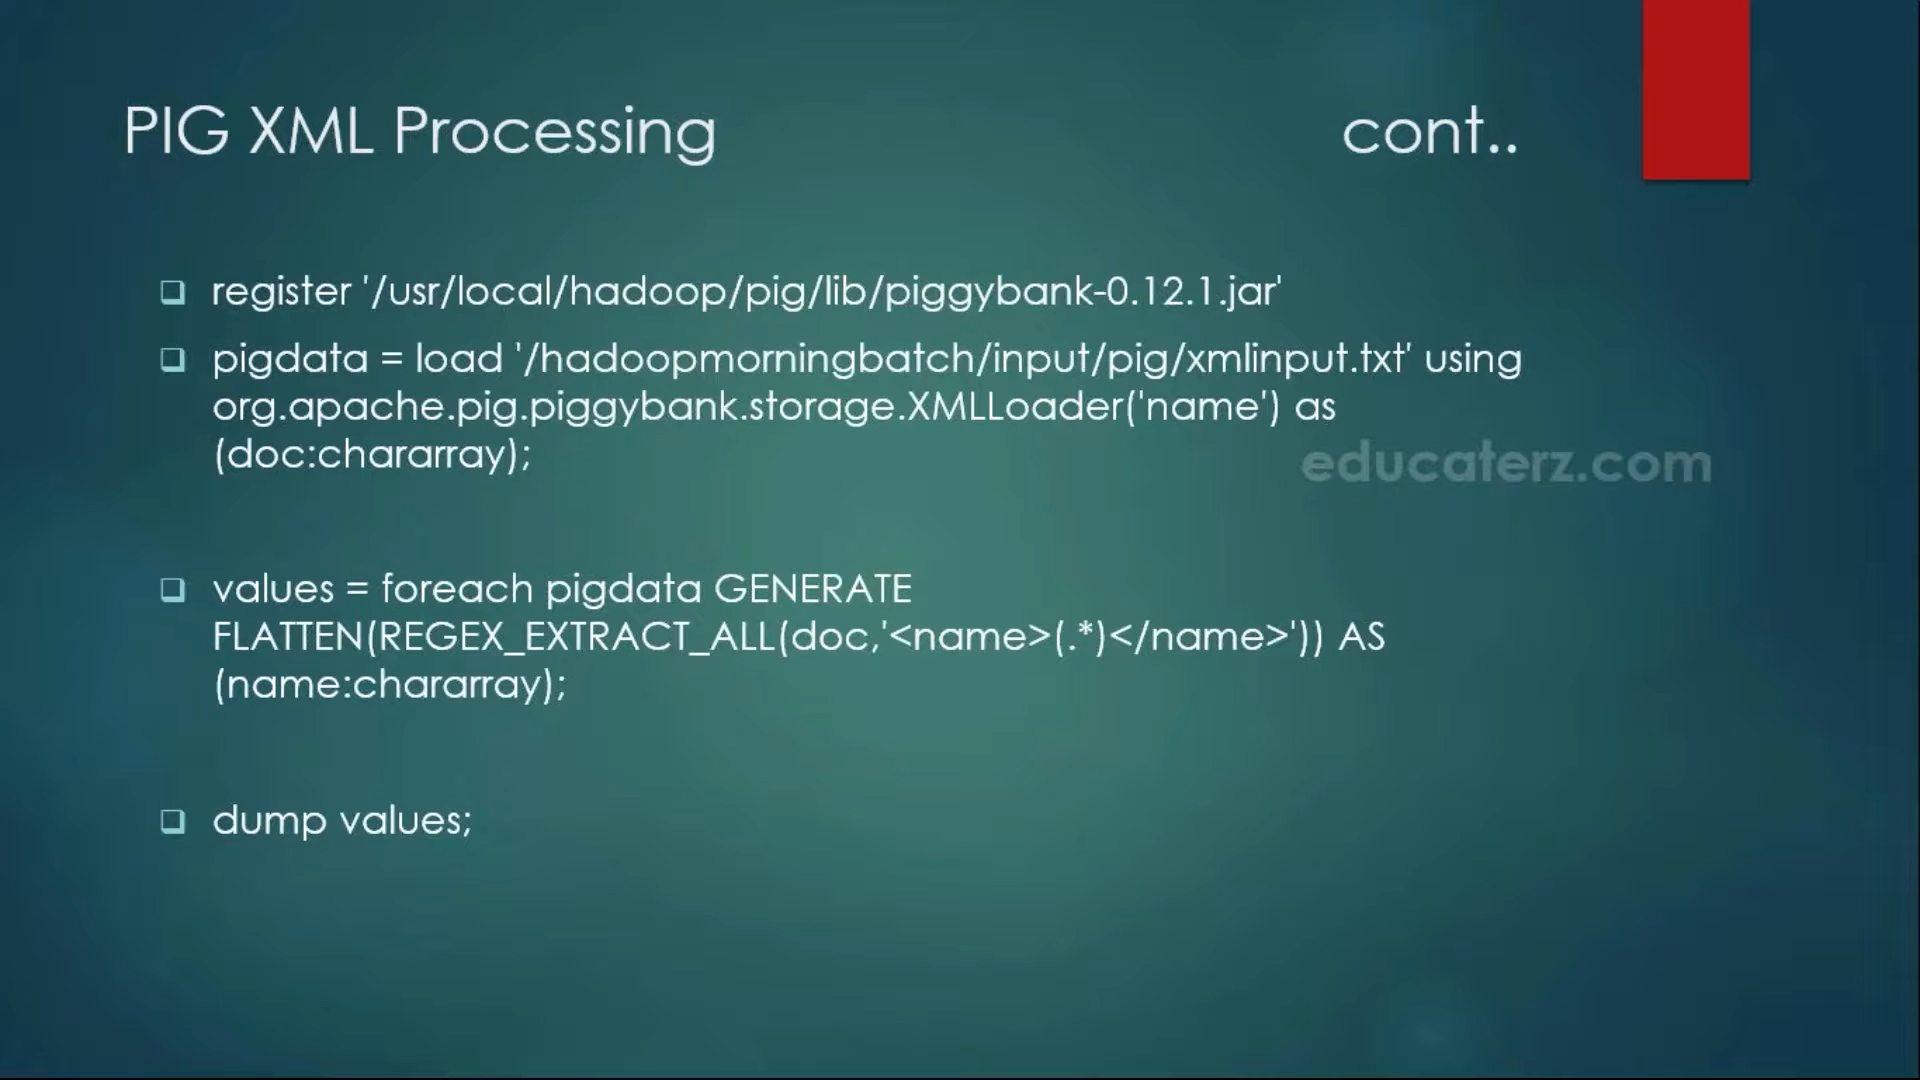 PIG XML Processing cont..
register '/usr/local/hadoop/pig/lib/piggybank-0.12.1.jar'
pigdata = load '/hadoopmorningbatch/input/pig/xmlinput.txt' using
org.apache.pig.piggybank.storage.XMLLoader('name') as
(doc:chararray);
educaterz.com
values = foreach pigdata GENERATE
FLATTEN(REGEX_EXTRACT_ALL(doc,'<name>(.*)</name>')) AS
(name:chararray);
dump values;